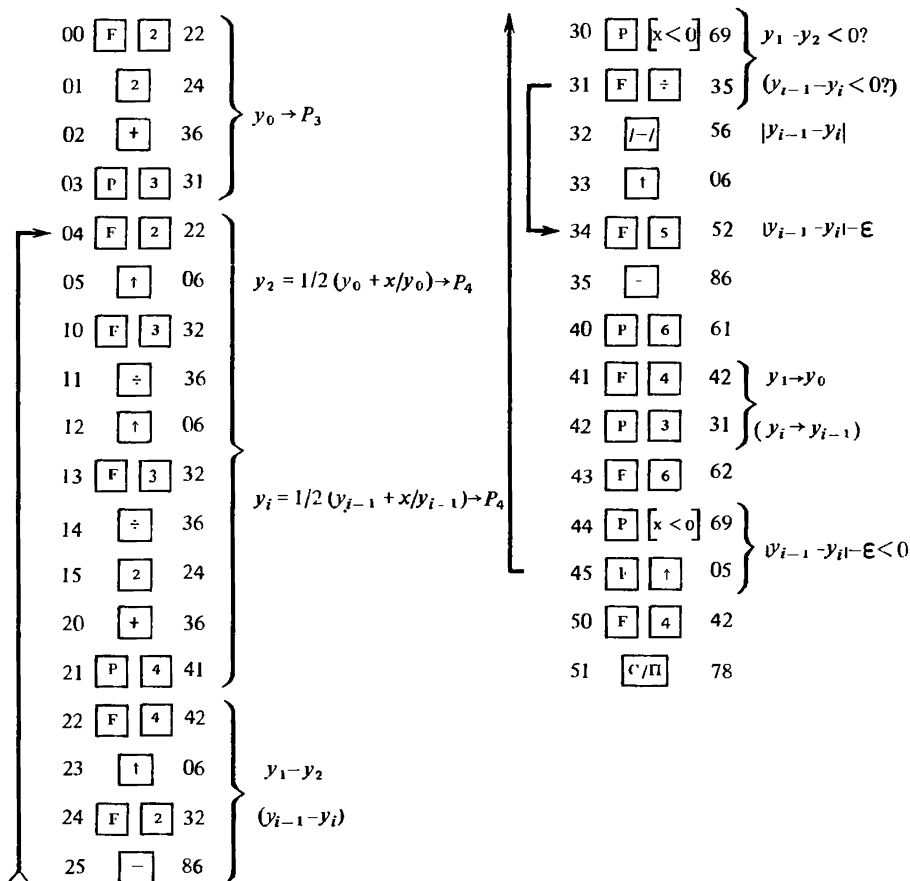 00 F 2 22
01 2 24
02 + 36
03 P 3 31
y₀ → P₃
04 F 2 22
05 ↑ 06
10 F 3 32
11 ÷ 36
12 ↑ 06
13 F 3 32
14 ÷ 36
15 2 24
20 + 36
21 P 4 41
y₂ = 1/2 (y₀ + x/y₀) → P₄
yᵢ = 1/2 (yᵢ₋₁ + x/yᵢ₋₁) → P₄
22 F 4 42
23 ↑ 06
24 F 2 32
25 − 86
y₁−y₂
(yᵢ₋₁−yᵢ)
30 P [x<0] 69 y₁ -y₂ < 0?
31 F ÷ 35 (yᵢ₋₁−yᵢ<0?)
32 /−/ 56 |yᵢ₋₁−yᵢ|
33 ↑ 06
34 F 5 52 |yᵢ₋₁ −yᵢ|−ε
35 - 86
40 P 6 61
41 F 4 42 y₁→y₀
42 P 3 31 (yᵢ → yᵢ₋₁)
43 F 6 62
44 P [x < 0] 69
45 F ↑ 05
|yᵢ₋₁ -yᵢ|−ε<0
50 F 4 42
51 С/П 78